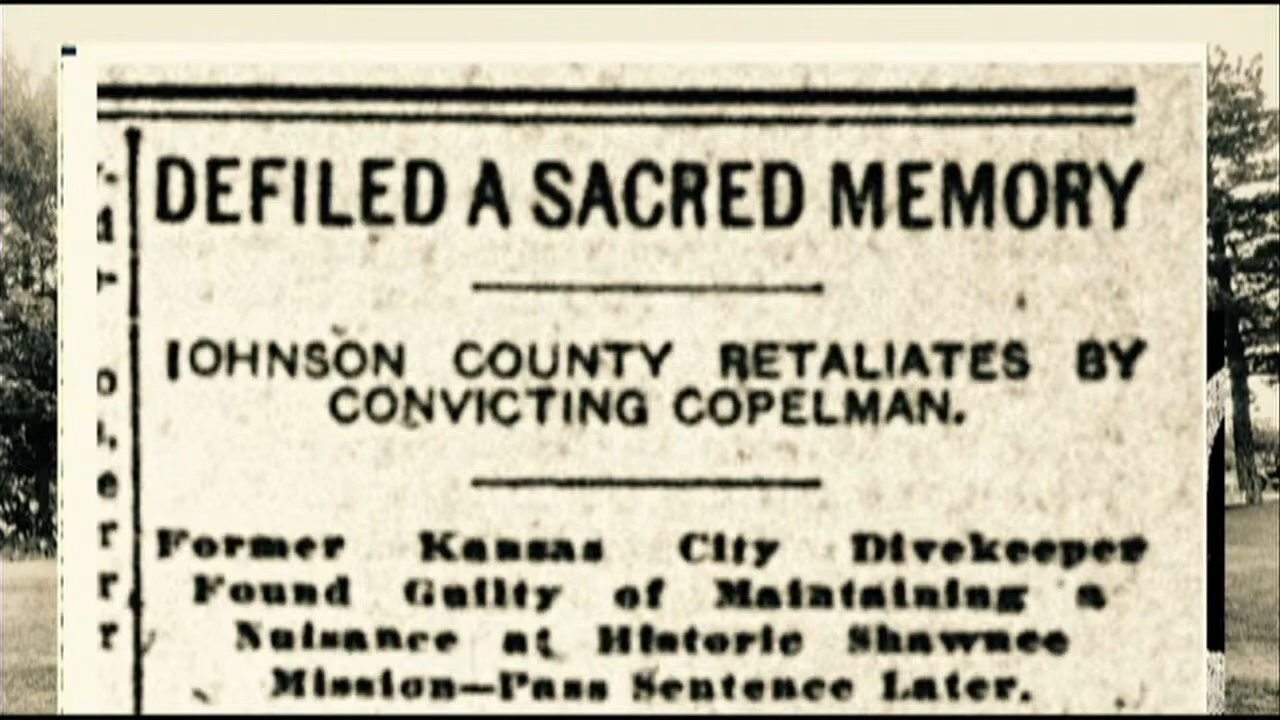 DEFILED A SACRED MEMORY
JOHNSON COUNTY RETALIATES BY
CONVICTING COPELMAN.
Former Kansas City Divekeeper
Found Guilty of Maintaining a
Nuisance at Historic Shawnee
Mission—Pass Sentence Later.